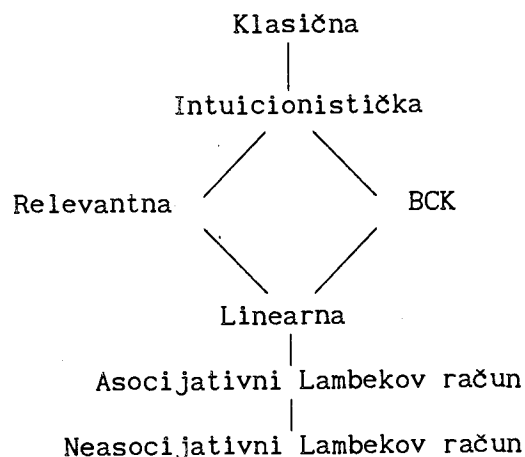 Klasična
Intuicionistička
Relevantna BCK
Linearna
Asocijativni Lambekov račun
Neasocijativni Lambekov račun